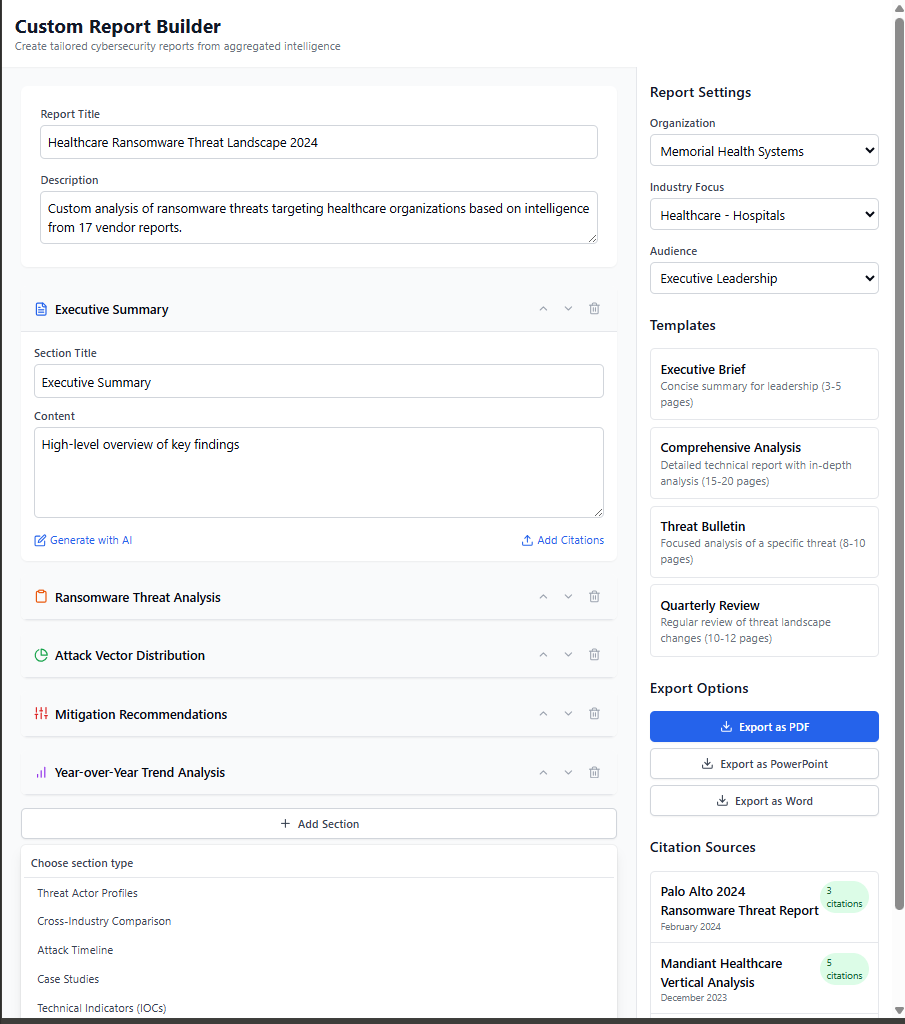 Custom Report Builder
Create tailored cybersecurity reports from aggregated intelligence
Report Title
Healthcare Ransomware Threat Landscape 2024
Description
Custom analysis of ransomware threats targeting healthcare organizations based on intelligence
from 17 vendor reports.
Executive Summary
Section Title
Executive Summary
Content
High-level overview of key findings
Generate with AI
Add Citations
Ransomware Threat Analysis
Attack Vector Distribution
Mitigation Recommendations
Year-over-Year Trend Analysis
Add Section
Choose section type
Threat Actor Profiles
Cross-Industry Comparison
Attack Timeline
Case Studies
Technical Indicators (IOCs)
Report Settings
Organization
Memorial Health Systems
Industry Focus
Healthcare - Hospitals
Audience
Executive Leadership
Templates
Executive Brief
Concise summary for leadership (3-5
pages)
Comprehensive Analysis
Detailed technical report with in-depth
analysis (15-20 pages)
Threat Bulletin
Focused analysis of a specific threat (8-10
pages)
Quarterly Review
Regular review of threat landscape
changes (10-12 pages)
Export Options
Export as PDF
Export as PowerPoint
Export as Word
Citation Sources
Palo Alto 2024
Ransomware Threat Report
February 2024
3
citations
Mandiant Healthcare
Vertical Analysis
December 2023
5
citations